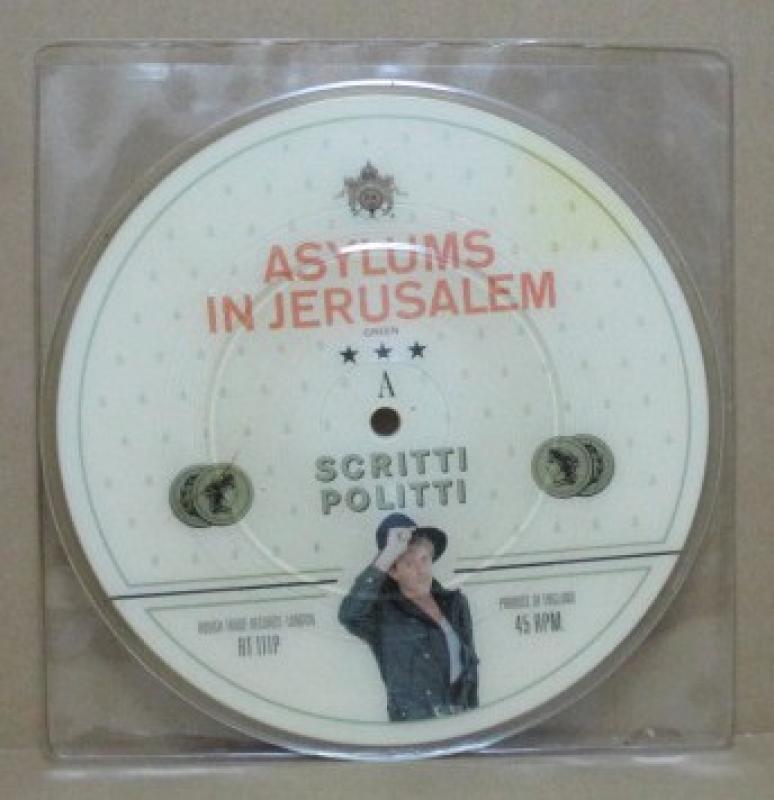 ASYLUMS
IN JERUSALEM
GREEN
A
SCRITTI
POLITTI
ROUGH TRADE RECORDS · LONDON
RT 111P
PRODUCE OF ENGLAND
45 RPM.